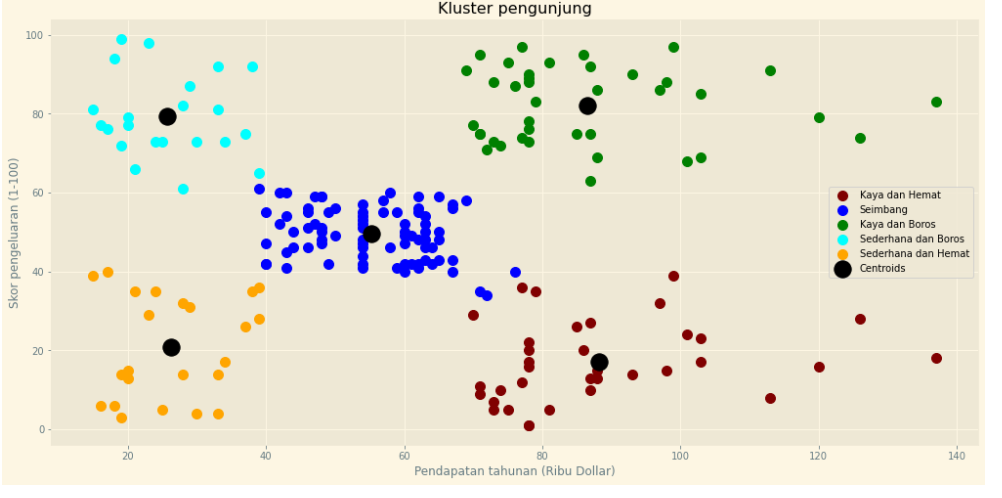 Kluster pengunjung
100
80
60
40
20
0
Skor pengeluaran (1-100)
Kaya dan Hemat
Seimbang
Kaya dan Boros
Sederhana dan Boros
Sederhana dan Hemat
Centroids
20 40 60 80 100 120 140
Pendapatan tahunan (Ribu Dollar)